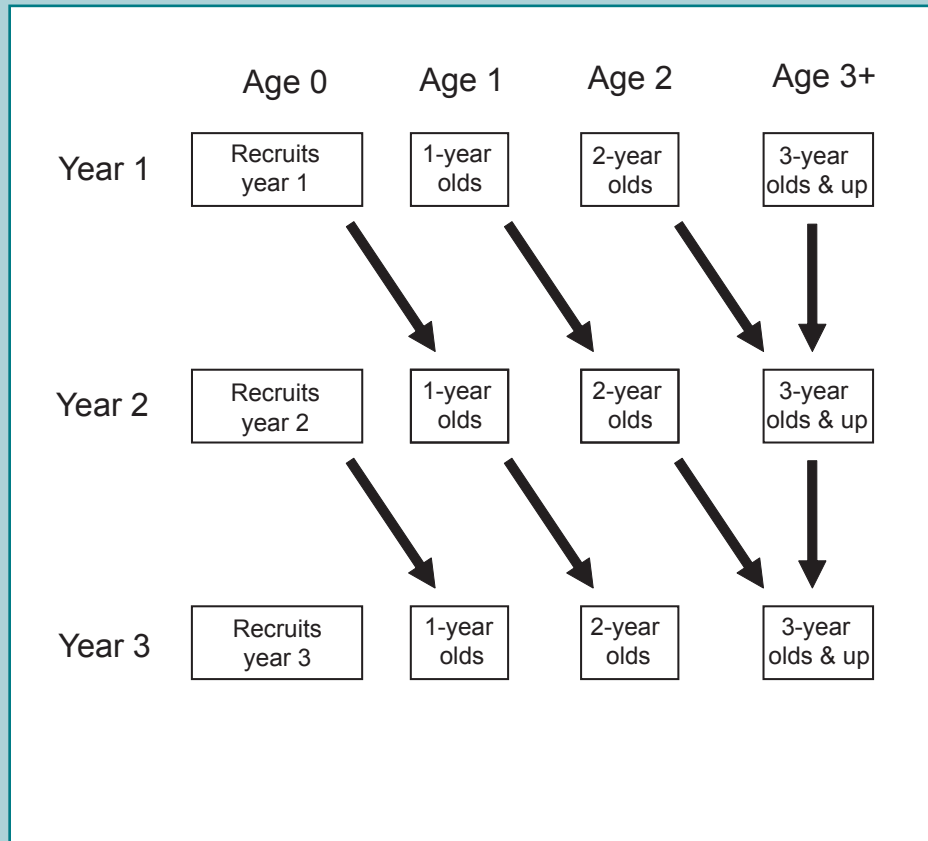 Age 0 Age 1 Age 2 Age 3+
Year 1
Recruits
year 1
1-year
olds
2-year
olds
3-year
olds & up
Year 2
Recruits
year 2
1-year
olds
2-year
olds
3-year
olds & up
Year 3
Recruits
year 3
1-year
olds
2-year
olds
3-year
olds & up